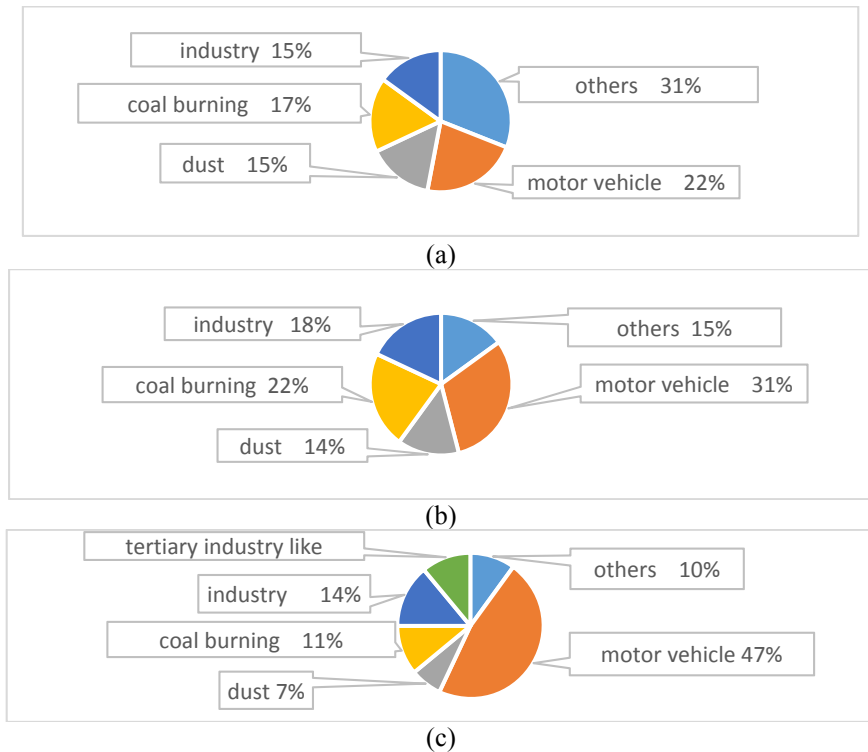 industry 15%
others 31%
coal burning 17%
dust 15%
motor vehicle 22%
(a)
industry 18%
others 15%
coal burning 22%
motor vehicle 31%
dust 14%
(b)
tertiary industry like
others 10%
industry 14%
coal burning 11%
motor vehicle 47%
dust 7%
(c)